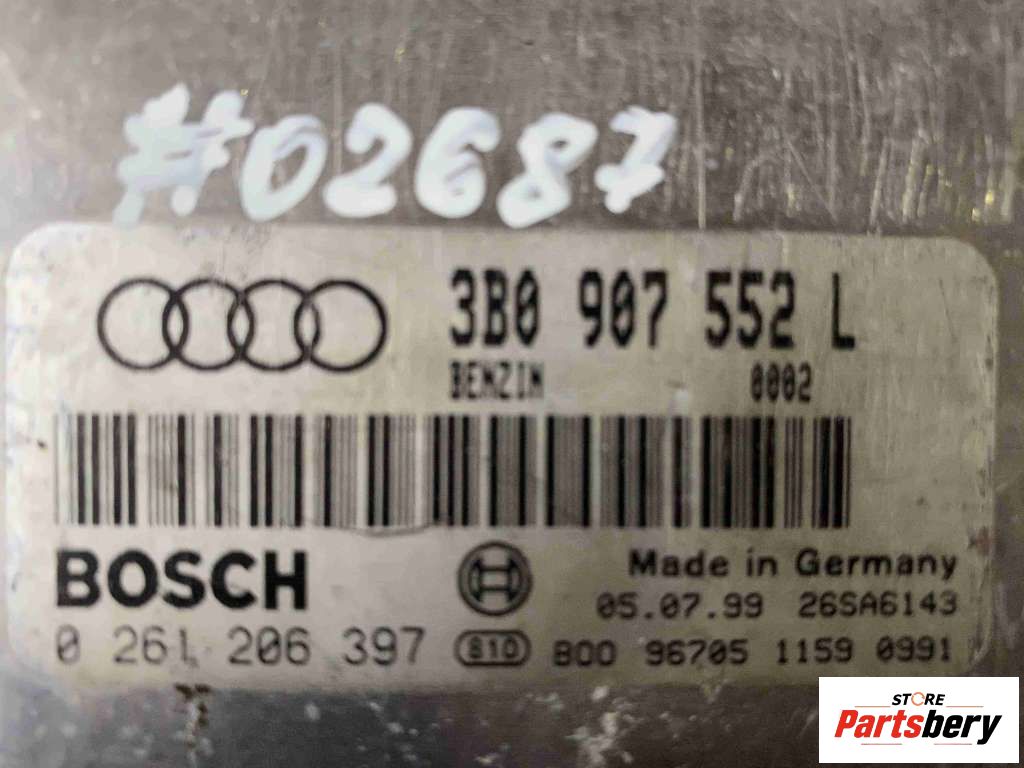 #02687
3B0 907 552 L
BENZIN 0002
BOSCH
Made in Germany
05.07.99 26SA6143
0 261 206 397 810 800 96705 1159 0991
STORE
Partsbery